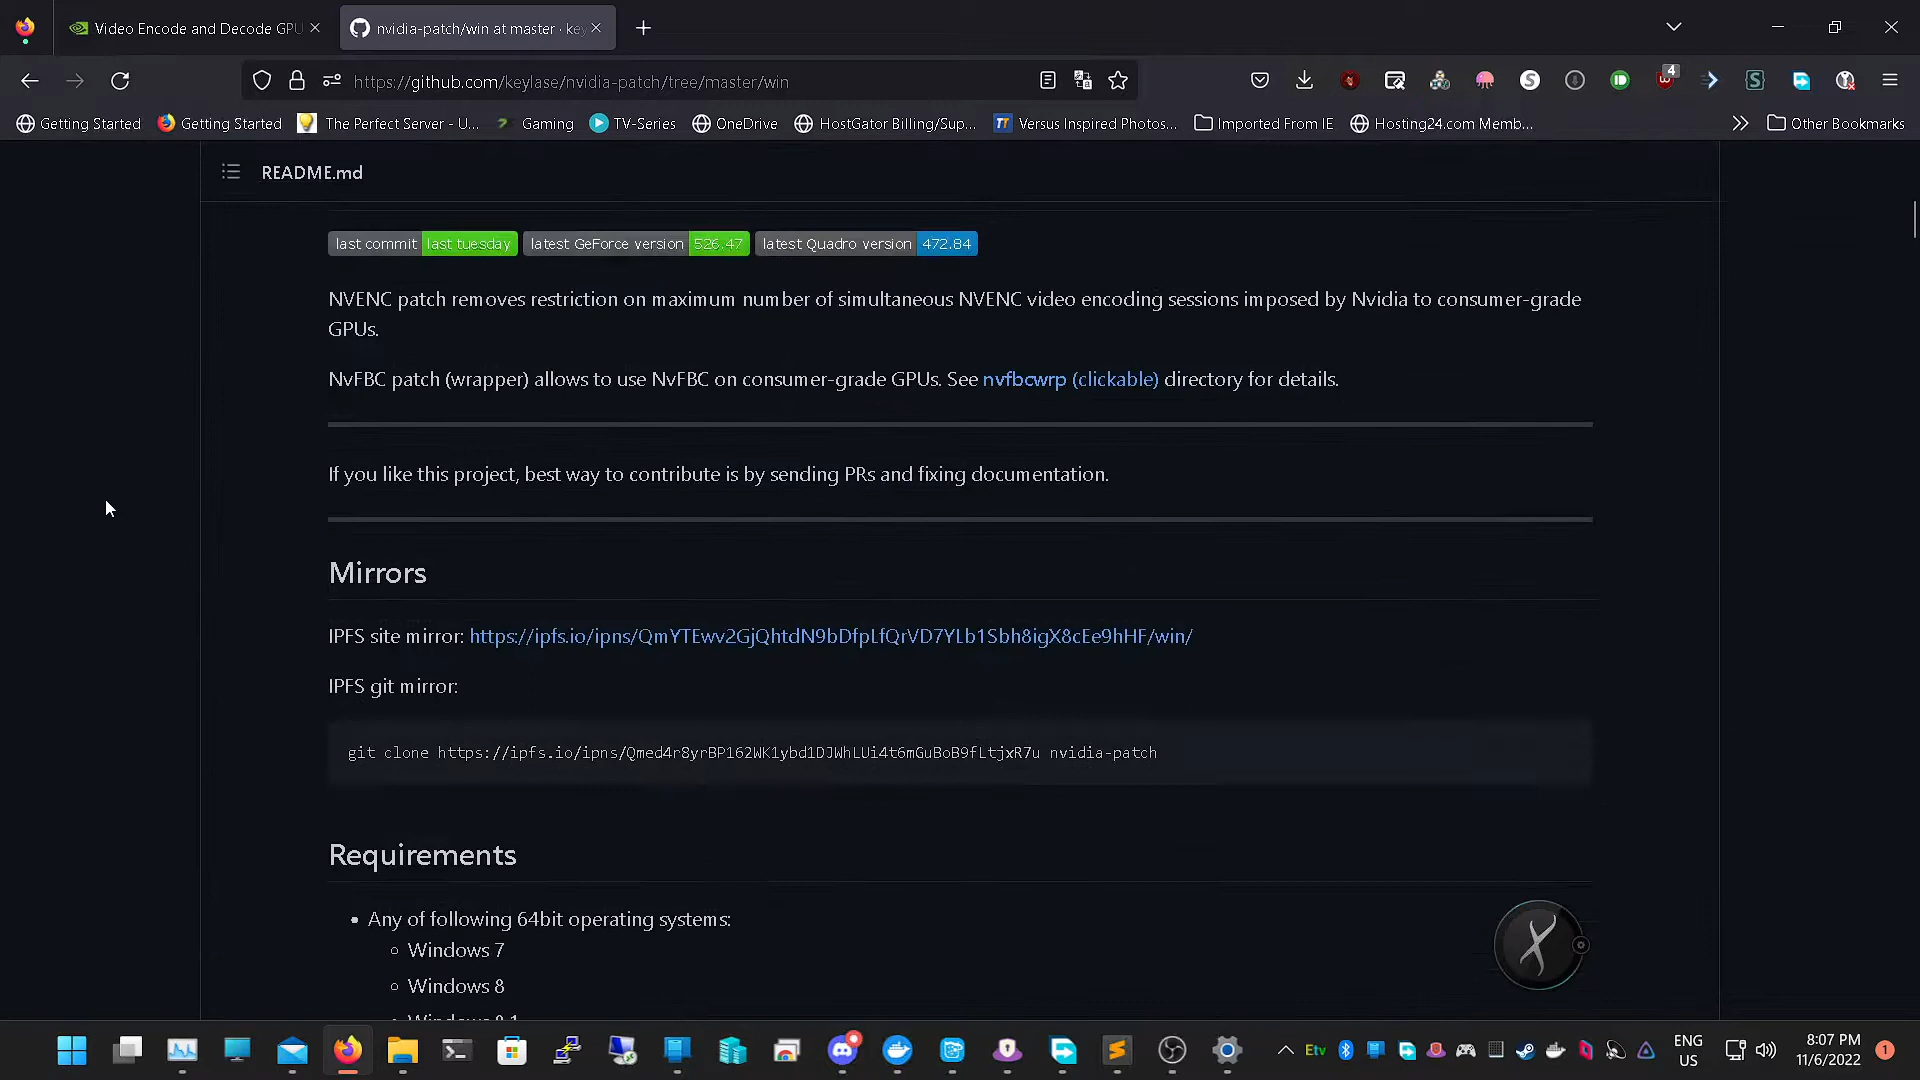 Video Encode and Decode GPU
nvidia-patch/win at master · key
https://github.com/keylase/nvidia-patch/tree/master/win
4
Getting Started
Getting Started
The Perfect Server - U...
Gaming
TV-Series
OneDrive
HostGator Billing/Sup...
Versus Inspired Photos...
Imported From IE
Hosting24.com Memb...
Other Bookmarks
README.md
last commit last tuesday
latest GeForce version 526.47
latest Quadro version 472.84
NVENC patch removes restriction on maximum number of simultaneous NVENC video encoding sessions imposed by Nvidia to consumer-grade
GPUs.
NvFBC patch (wrapper) allows to use NvFBC on consumer-grade GPUs. See nvfbcwrp (clickable) directory for details.
If you like this project, best way to contribute is by sending PRs and fixing documentation.
Mirrors
IPFS site mirror: https://ipfs.io/ipns/QmYTEwv2GjQhtdN9bDfpLfQrVD7YLb1Sbh8igX8cEe9hHF/win/
IPFS git mirror:
git clone https://ipfs.io/ipns/Qmed4r8yrBP162WK1ybd1DJWhLUi4t6mGuBoB9fLtjxR7u nvidia-patch
Requirements
Any of following 64bit operating systems:
Windows 7
Windows 8
Windows 8.1
Etv
ENG
US
8:07 PM
11/6/2022
1